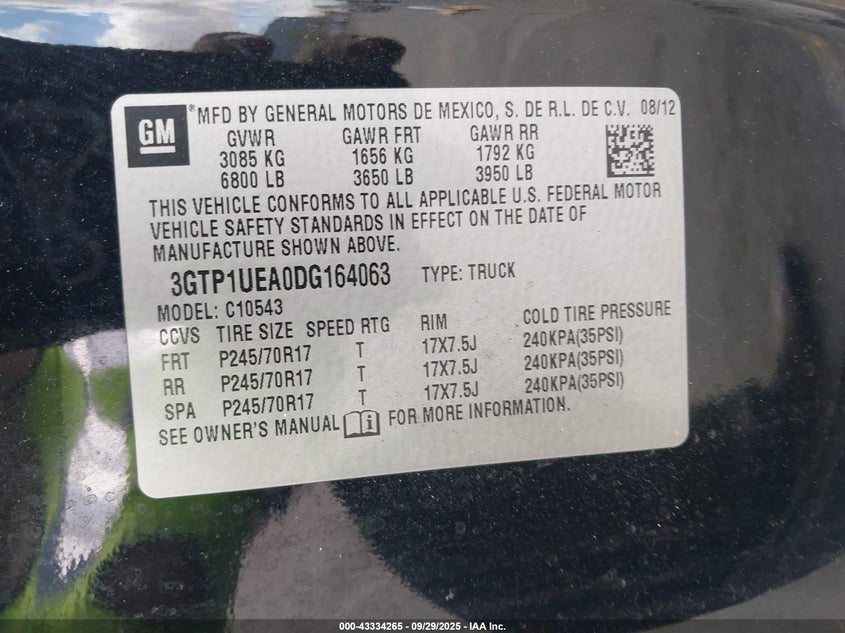 GM
®MFD BY GENERAL MOTORS DE MEXICO, S. DE R.L. DE C.V. 08/12
GVWR GAWR FRT GAWR RR
3085 KG 1656 KG 1792 KG
6800 LB 3650 LB 3950 LB
THIS VEHICLE CONFORMS TO ALL APPLICABLE U.S. FEDERAL MOTOR
VEHICLE SAFETY STANDARDS IN EFFECT ON THE DATE OF
MANUFACTURE SHOWN ABOVE.
3GTP1UEA0DG164063 TYPE: TRUCK
MODEL: C10543
CCVS TIRE SIZE SPEED RTG RIM COLD TIRE PRESSURE
FRT P245/70R17 T 17X7.5J 240KPA(35PSI)
RR P245/70R17 T 17X7.5J 240KPA(35PSI)
SPA P245/70R17 T 17X7.5J 240KPA(35PSI)
SEE OWNER'S MANUAL i FOR MORE INFORMATION.
000-43334265 - 09/29/2025 - IAA Inc.